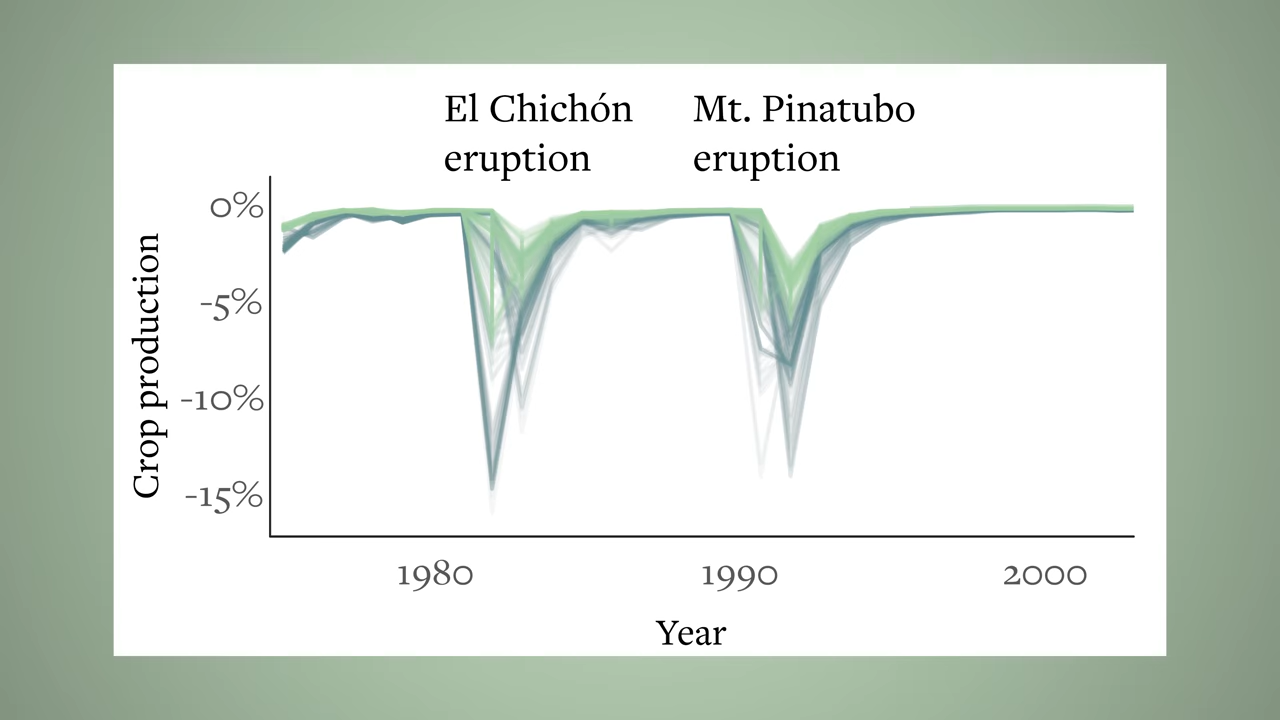 El Chichón
eruption
Mt. Pinatubo
eruption
Crop production
0%
-5%
-10%
-15%
1980
1990
2000
Year